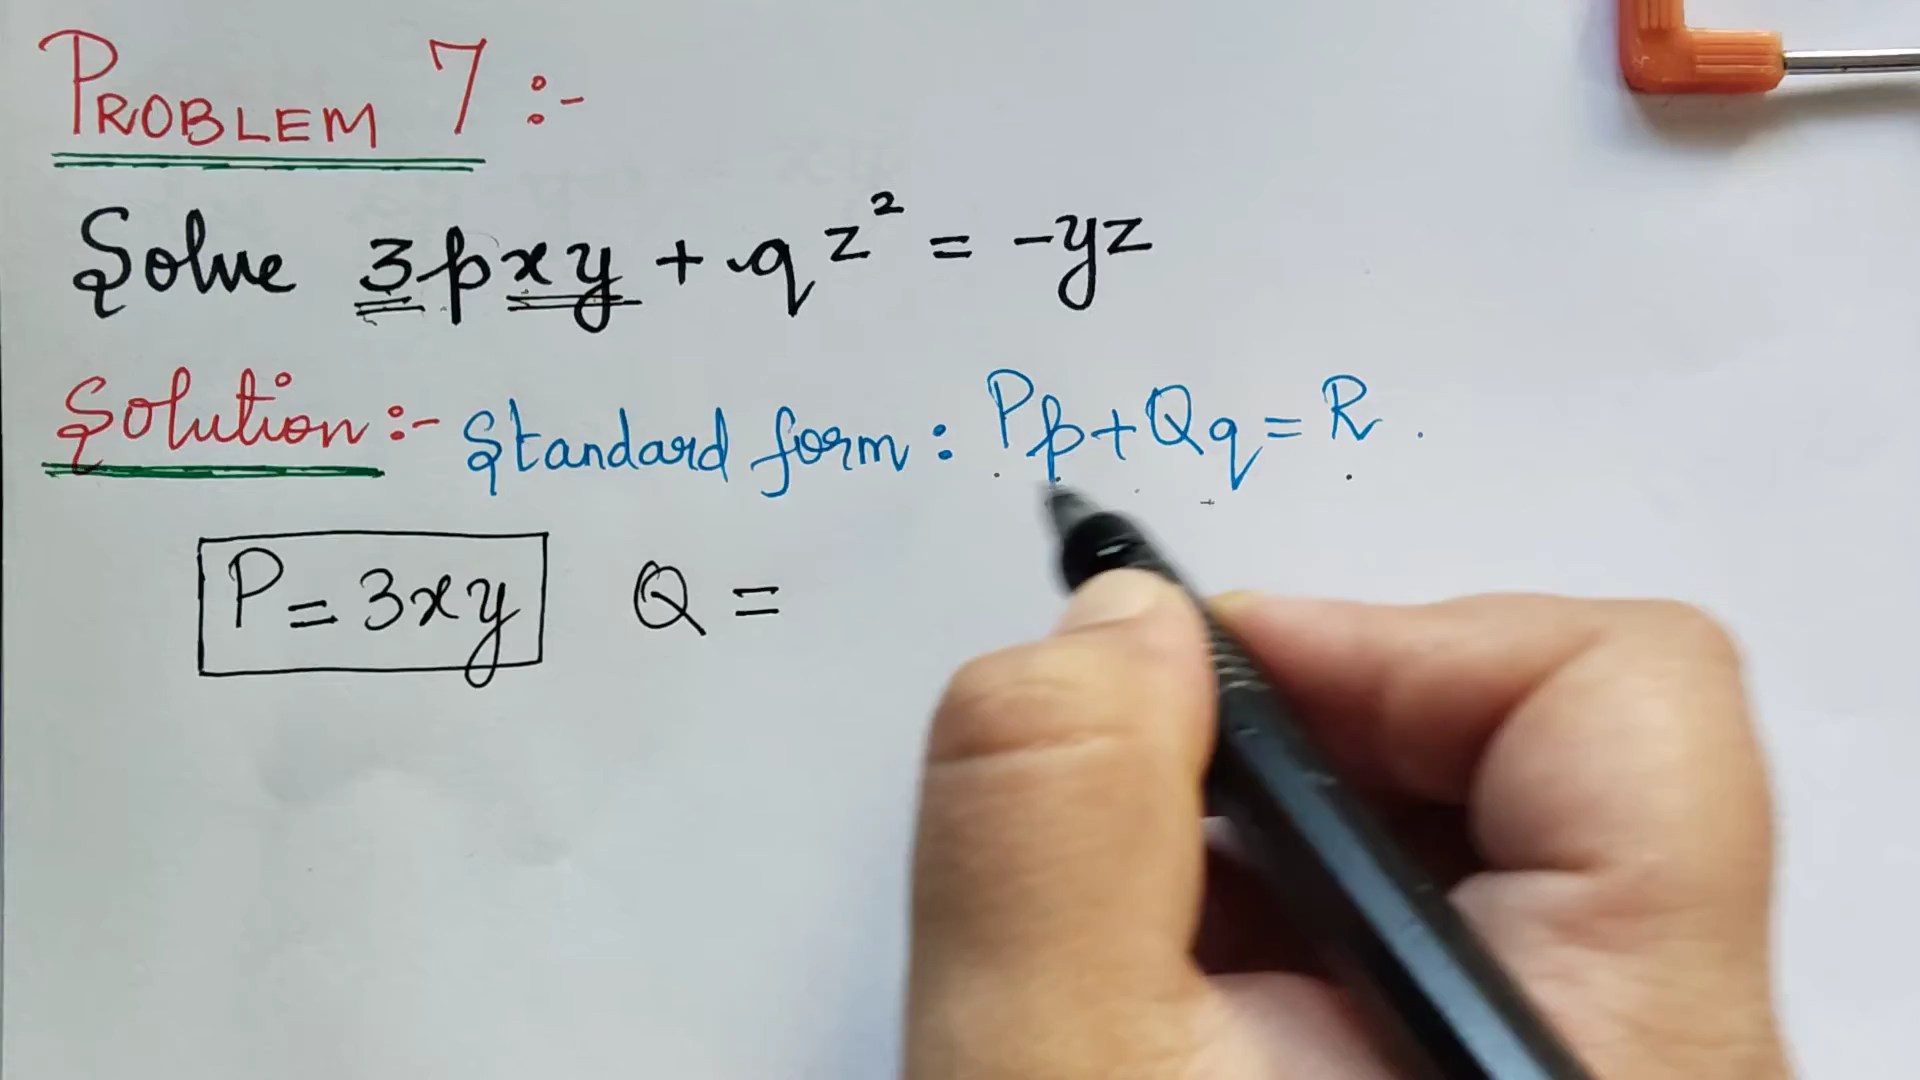 PROBLEM 7 :-
Solve 3pxy + qz² = -yz
Solution :- Standard form : Pp + Qq = R .
P = 3xy Q =